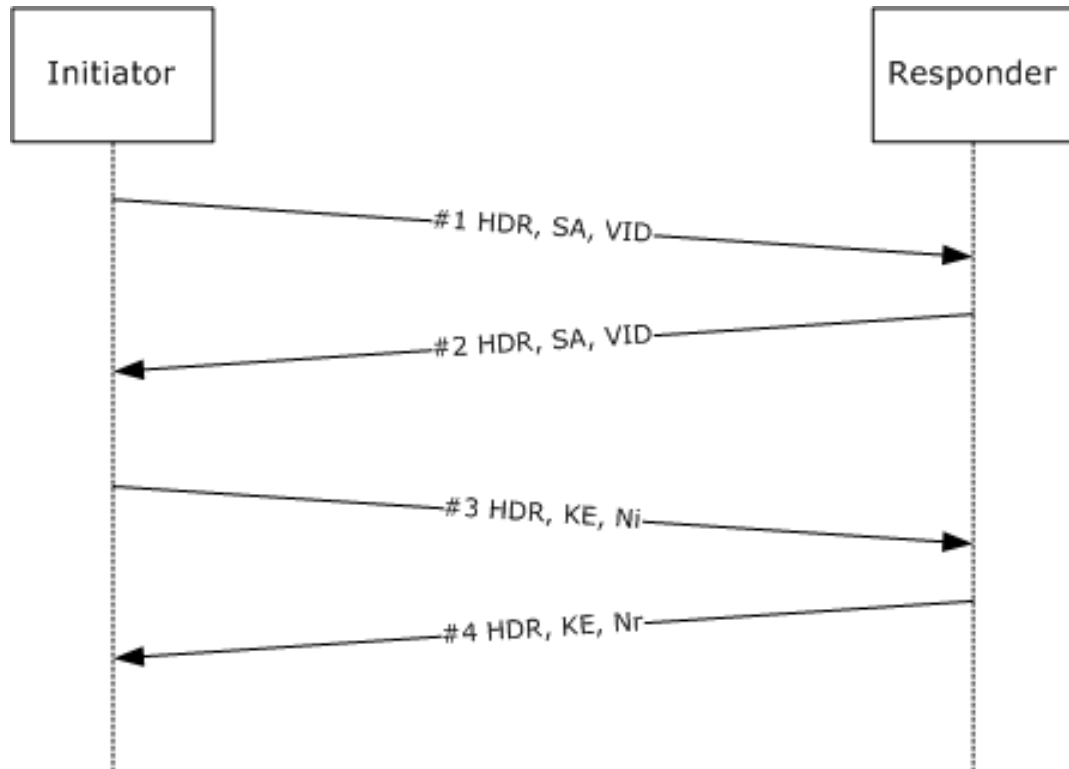 Initiator
Responder
#1 HDR, SA, VID
#2 HDR, SA, VID
#3 HDR, KE, Ni
#4 HDR, KE, Nr